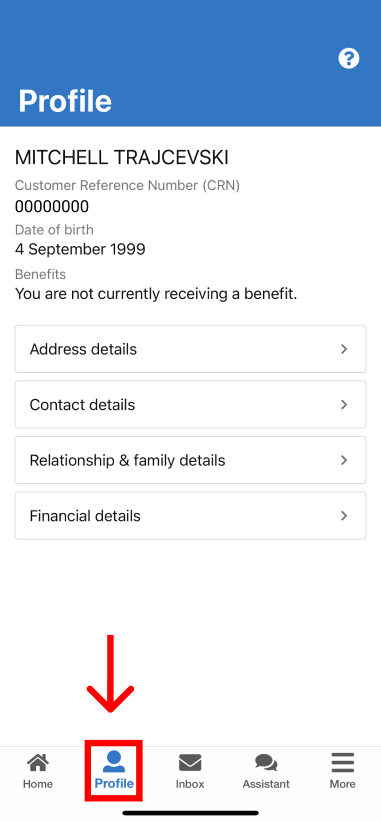 Profile
MITCHELL TRAJCEVSKI
Customer Reference Number (CRN)
00000000
Date of birth
4 September 1999
Benefits
You are not currently receiving a benefit.
Address details
Contact details
Relationship & family details
Financial details
Home Profile Inbox Assistant More